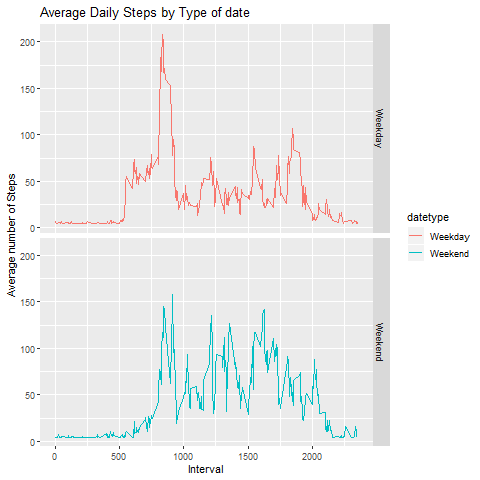 Average Daily Steps by Type of date
Average number of Steps
200
150
100
50
0
Weekday
200
150
100
50
0
Weekend
0
500
1000
1500
2000
Interval
datetype
Weekday
Weekend